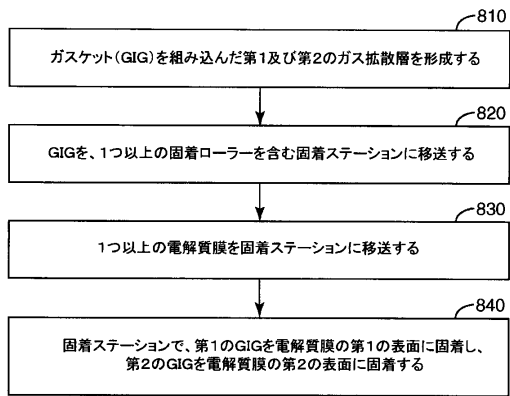 810
ガスケット(GIG)を組み込んだ第1及び第2のガス拡散層を形成する
820
GIGを、1つ以上の固着ローラーを含む固着ステーションに移送する
830
1つ以上の電解質膜を固着ステーションに移送する
840
固着ステーションで、第1のGIGを電解質膜の第1の表面に固着し、
第2のGIGを電解質膜の第2の表面に固着する